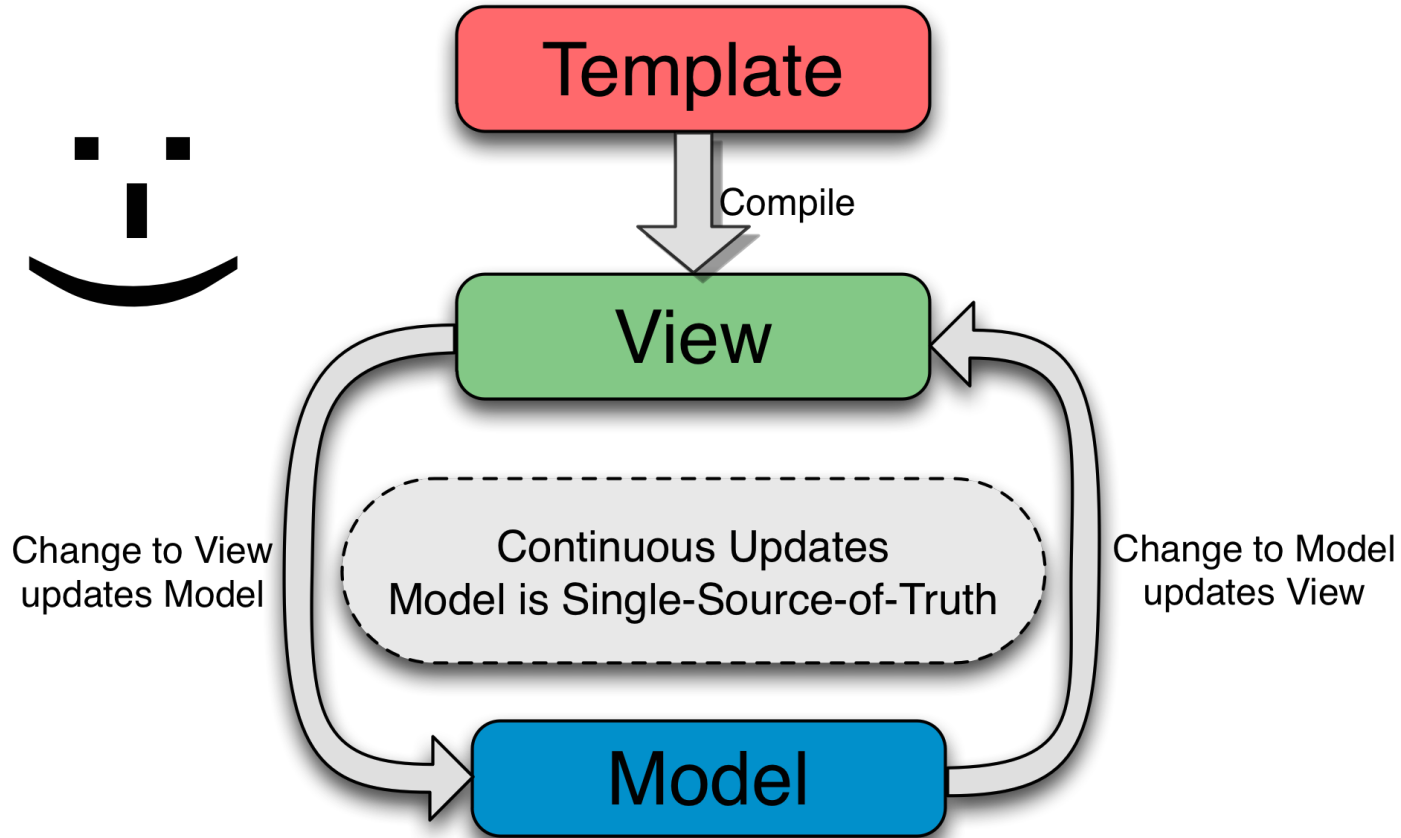 Template
Compile
View
Change to View
updates Model
Continuous Updates
Model is Single-Source-of-Truth
Change to Model
updates View
Model